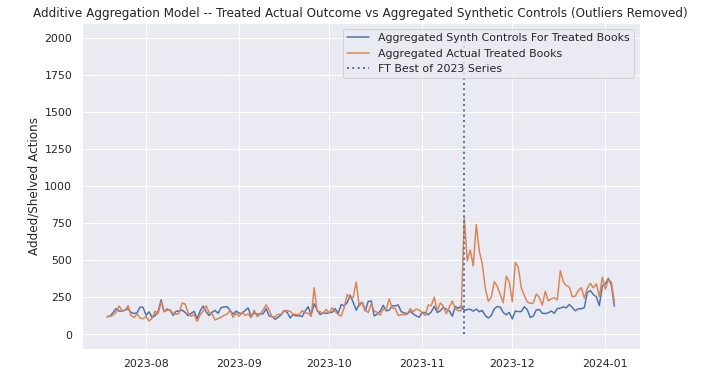 Additive Aggregation Model -- Treated Actual Outcome vs Aggregated Synthetic Controls (Outliers Removed)
Aggregated Synth Controls For Treated Books
Aggregated Actual Treated Books
FT Best of 2023 Series
Added/Shelved Actions
2000
1750
1500
1250
1000
750
500
250
0
2023-08 2023-09 2023-10 2023-11 2023-12 2024-01